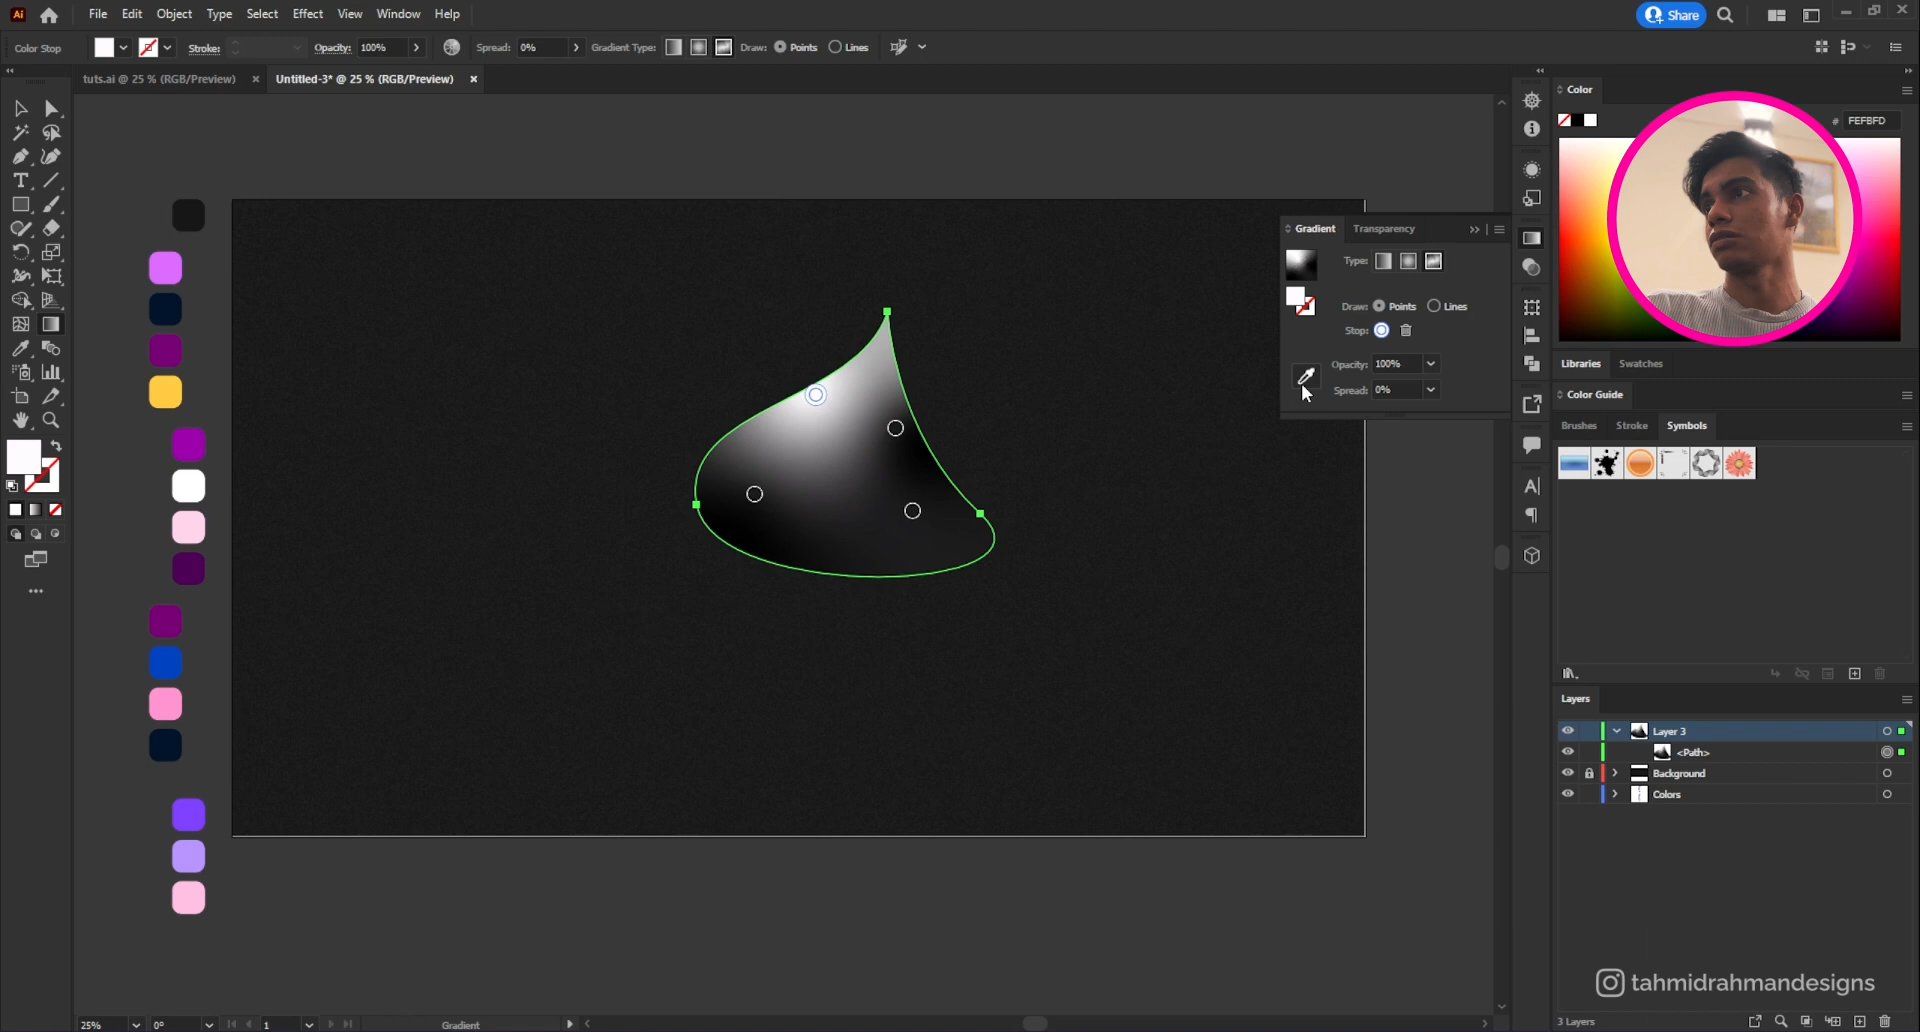 Ai File Edit Object Type Select Effect View Window Help Share
Color Stop Stroke: Opacity: 100% Spread: 0% Gradient Type: Draw: Points Lines
tuts.ai @ 25 % (RGB/Preview) Untitled-3* @ 25 % (RGB/Preview)
Color
# FEFBFD
Gradient Transparency
Type:
Draw: Points Lines
Stop:
Opacity: 100%
Spread: 0%
Libraries Swatches
Color Guide
Brushes Stroke Symbols
Layers
Layer 3
<Path>
Background
Colors
tahmidrahmandesigns
3 Layers
25% 0° 1 Gradient